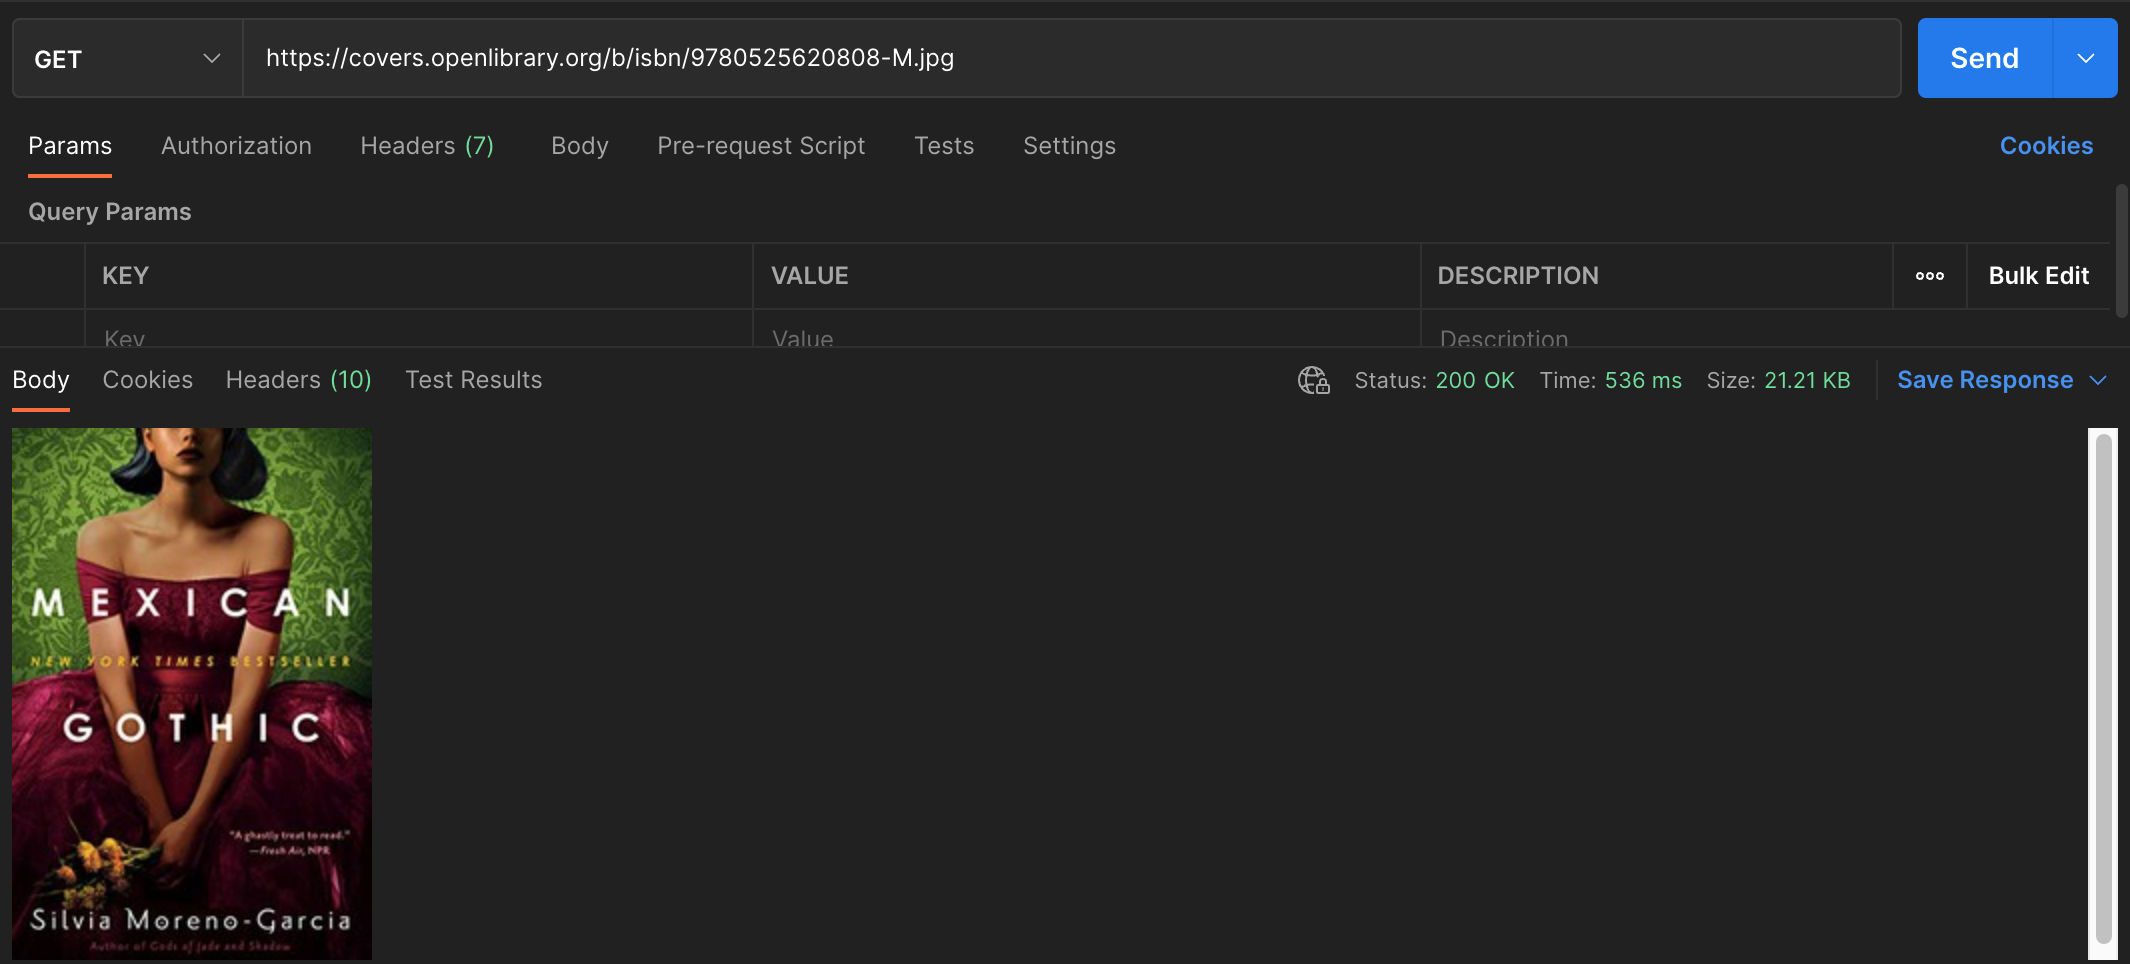 GET
https://covers.openlibrary.org/b/isbn/9780525620808-M.jpg
Send
Params Authorization Headers (7) Body Pre-request Script Tests Settings Cookies
Query Params
KEY VALUE DESCRIPTION Bulk Edit
Key Value Description
Body Cookies Headers (10) Test Results Status: 200 OK Time: 536 ms Size: 21.21 KB Save Response
MEXICAN
NEW YORK TIMES BESTSELLER
GOTHIC
"A ghastly treat to read."
—Fresh Air, NPR
Silvia Moreno-Garcia
Author of Gods of Jade and Shadow